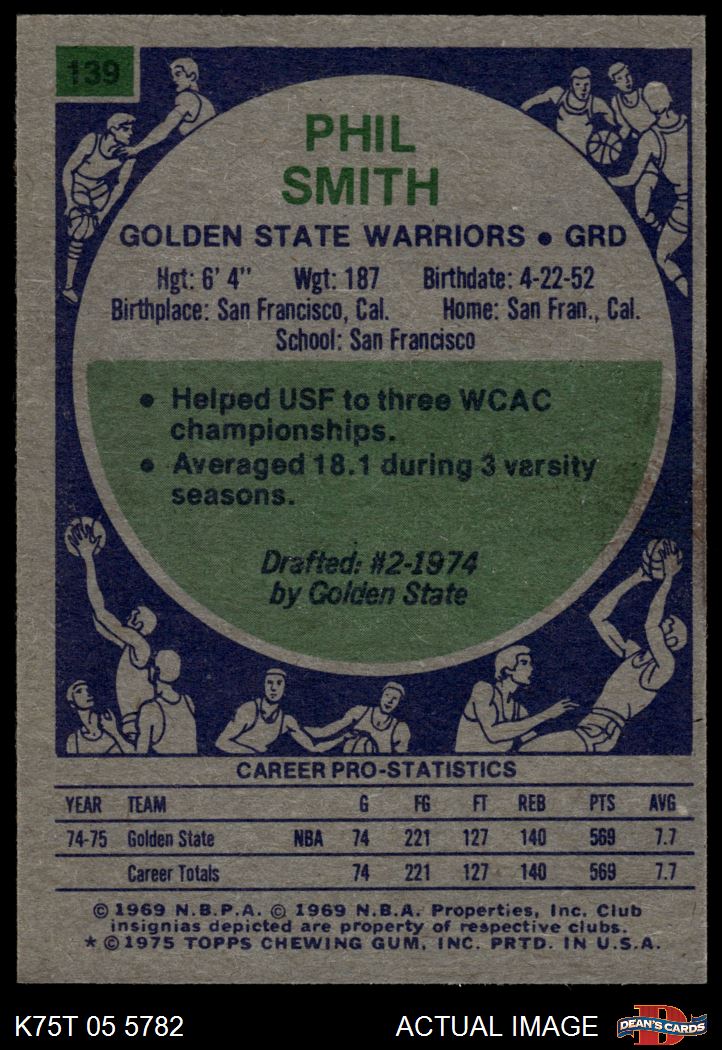 139
PHIL
SMITH
GOLDEN STATE WARRIORS • GRD
Hgt: 6' 4" Wgt: 187 Birthdate: 4-22-52
Birthplace: San Francisco, Cal. Home: San Fran., Cal.
School: San Francisco
• Helped USF to three WCAC
championships.
• Averaged 18.1 during 3 varsity
seasons.
Drafted: #2-1974
by Golden State
CAREER PRO-STATISTICS
YEAR TEAM G FG FT REB PTS AVG
74-75 Golden State NBA 74 221 127 140 569 7.7
Career Totals 74 221 127 140 569 7.7
© 1969 N.B.P.A. © 1969 N.B.A. Properties, Inc. Club
insignias depicted are property of respective clubs.
* © 1975 TOPPS CHEWING GUM, INC. PRTD. IN U.S.A.
K75T 05 5782 ACTUAL IMAGE D DEAN'S CARDS